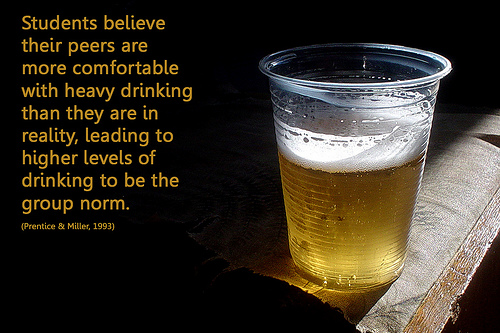 Students believe
their peers are
more comfortable
with heavy drinking
than they are in
reality, leading to
higher levels of
drinking to be the
group norm.
(Prentice & Miller, 1993)